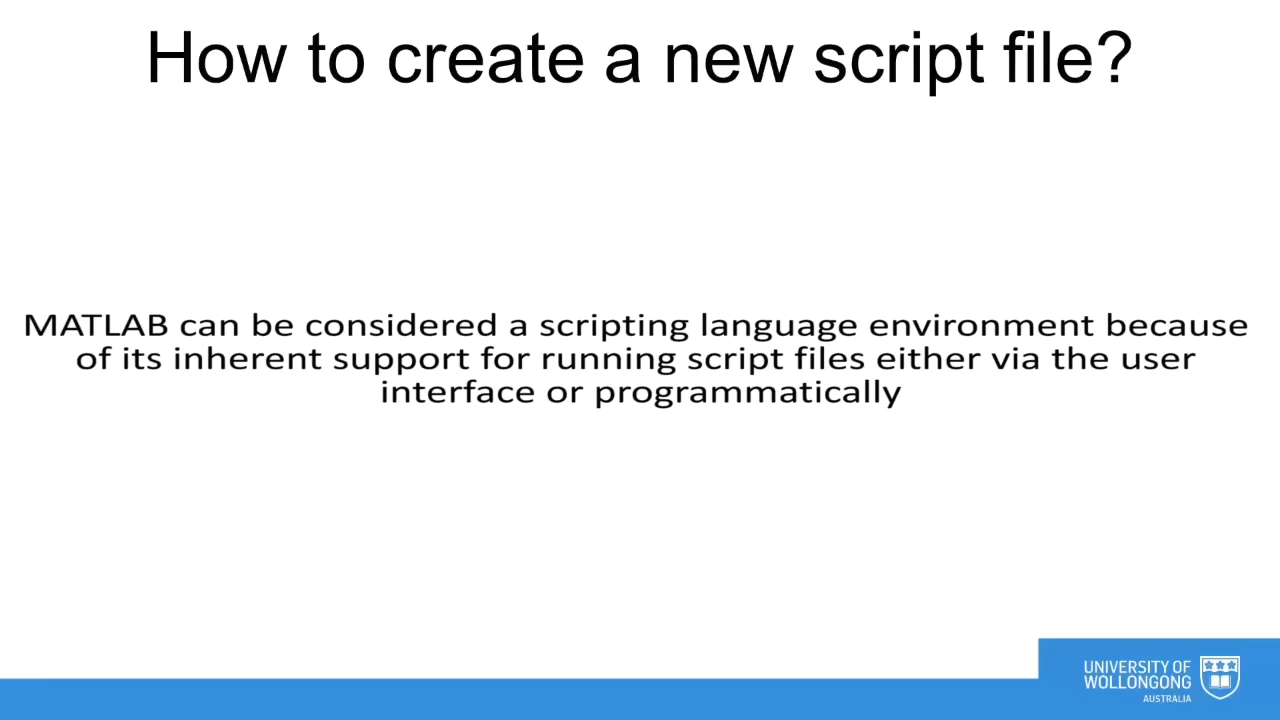 How to create a new script file?
MATLAB can be considered a scripting language environment because
of its inherent support for running script files either via the user
interface or programmatically
UNIVERSITY OF
WOLLONGONG
AUSTRALIA